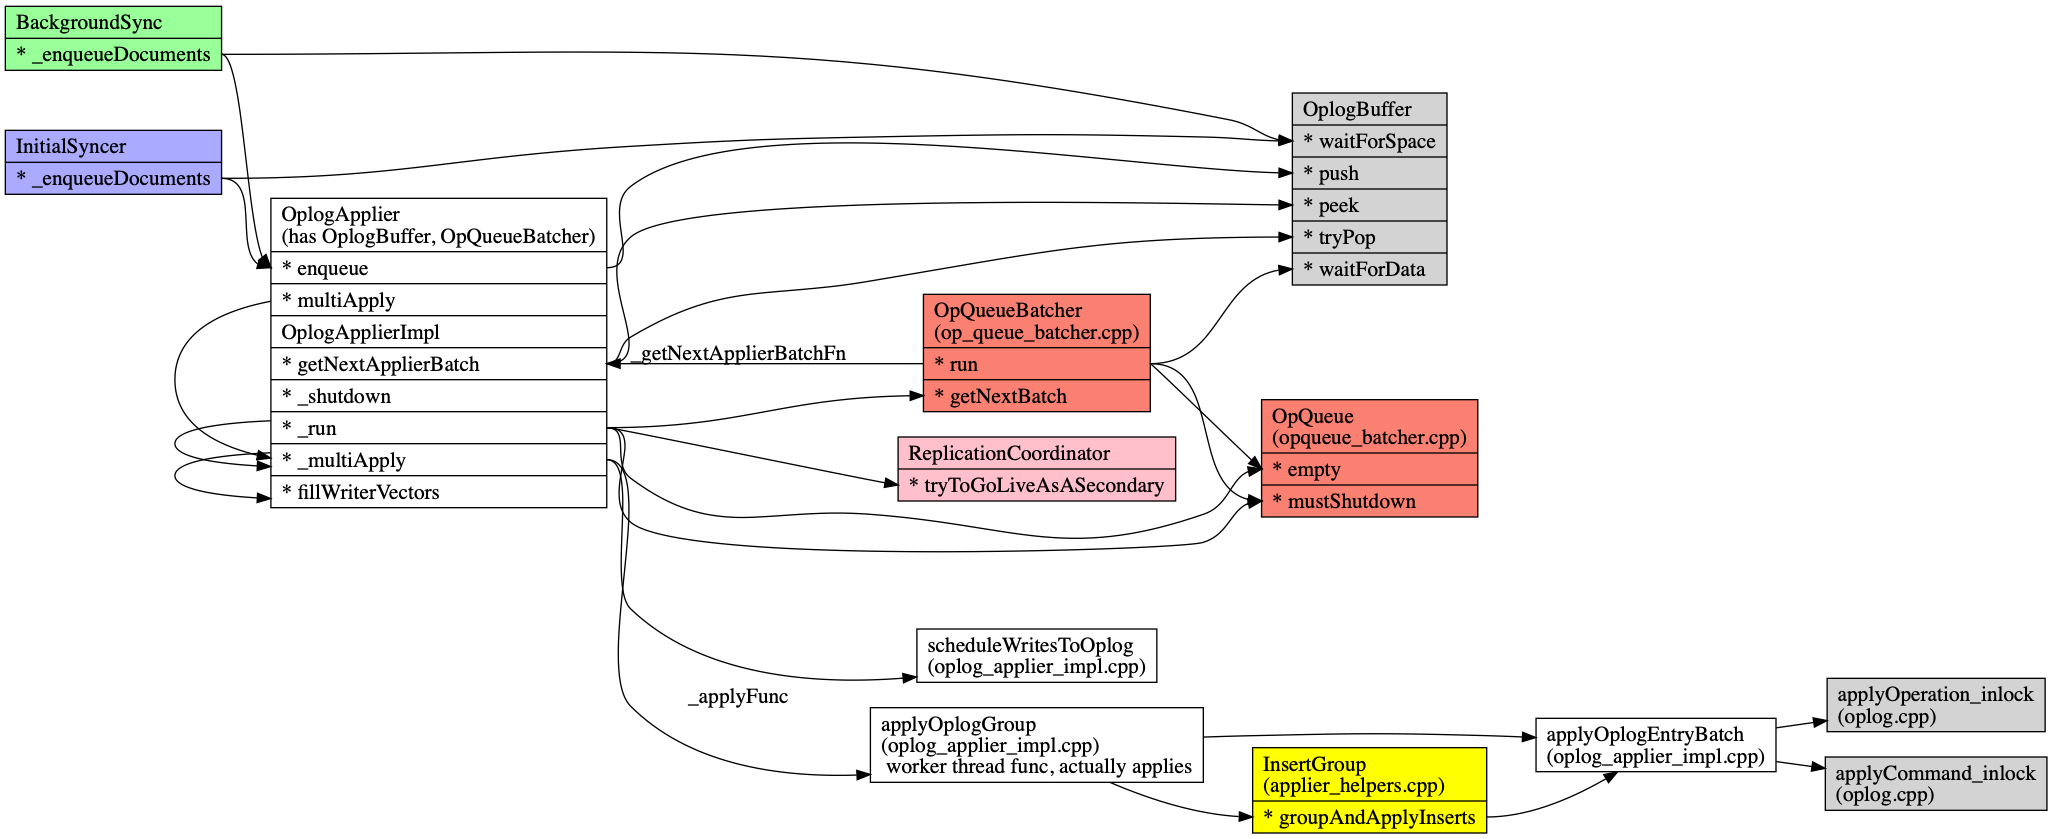 BackgroundSync
* _enqueueDocuments
InitialSyncer
* _enqueueDocuments
OplogApplier
(has OplogBuffer, OpQueueBatcher)
* enqueue
* multiApply
OplogApplierImpl
* getNextApplierBatch
* _shutdown
* _run
* _multiApply
* fillWriterVectors
_getNextApplierBatchFn
OpQueueBatcher
(op_queue_batcher.cpp)
* run
* getNextBatch
ReplicationCoordinator
* tryToGoLiveAsASecondary
OplogBuffer
* waitForSpace
* push
* peek
* tryPop
* waitForData
OpQueue
(opqueue_batcher.cpp)
* empty
* mustShutdown
scheduleWritesToOplog
(oplog_applier_impl.cpp)
_applyFunc
applyOplogGroup
(oplog_applier_impl.cpp)
worker thread func, actually applies
InsertGroup
(applier_helpers.cpp)
* groupAndApplyInserts
applyOplogEntryBatch
(oplog_applier_impl.cpp)
applyOperation_inlock
(oplog.cpp)
applyCommand_inlock
(oplog.cpp)